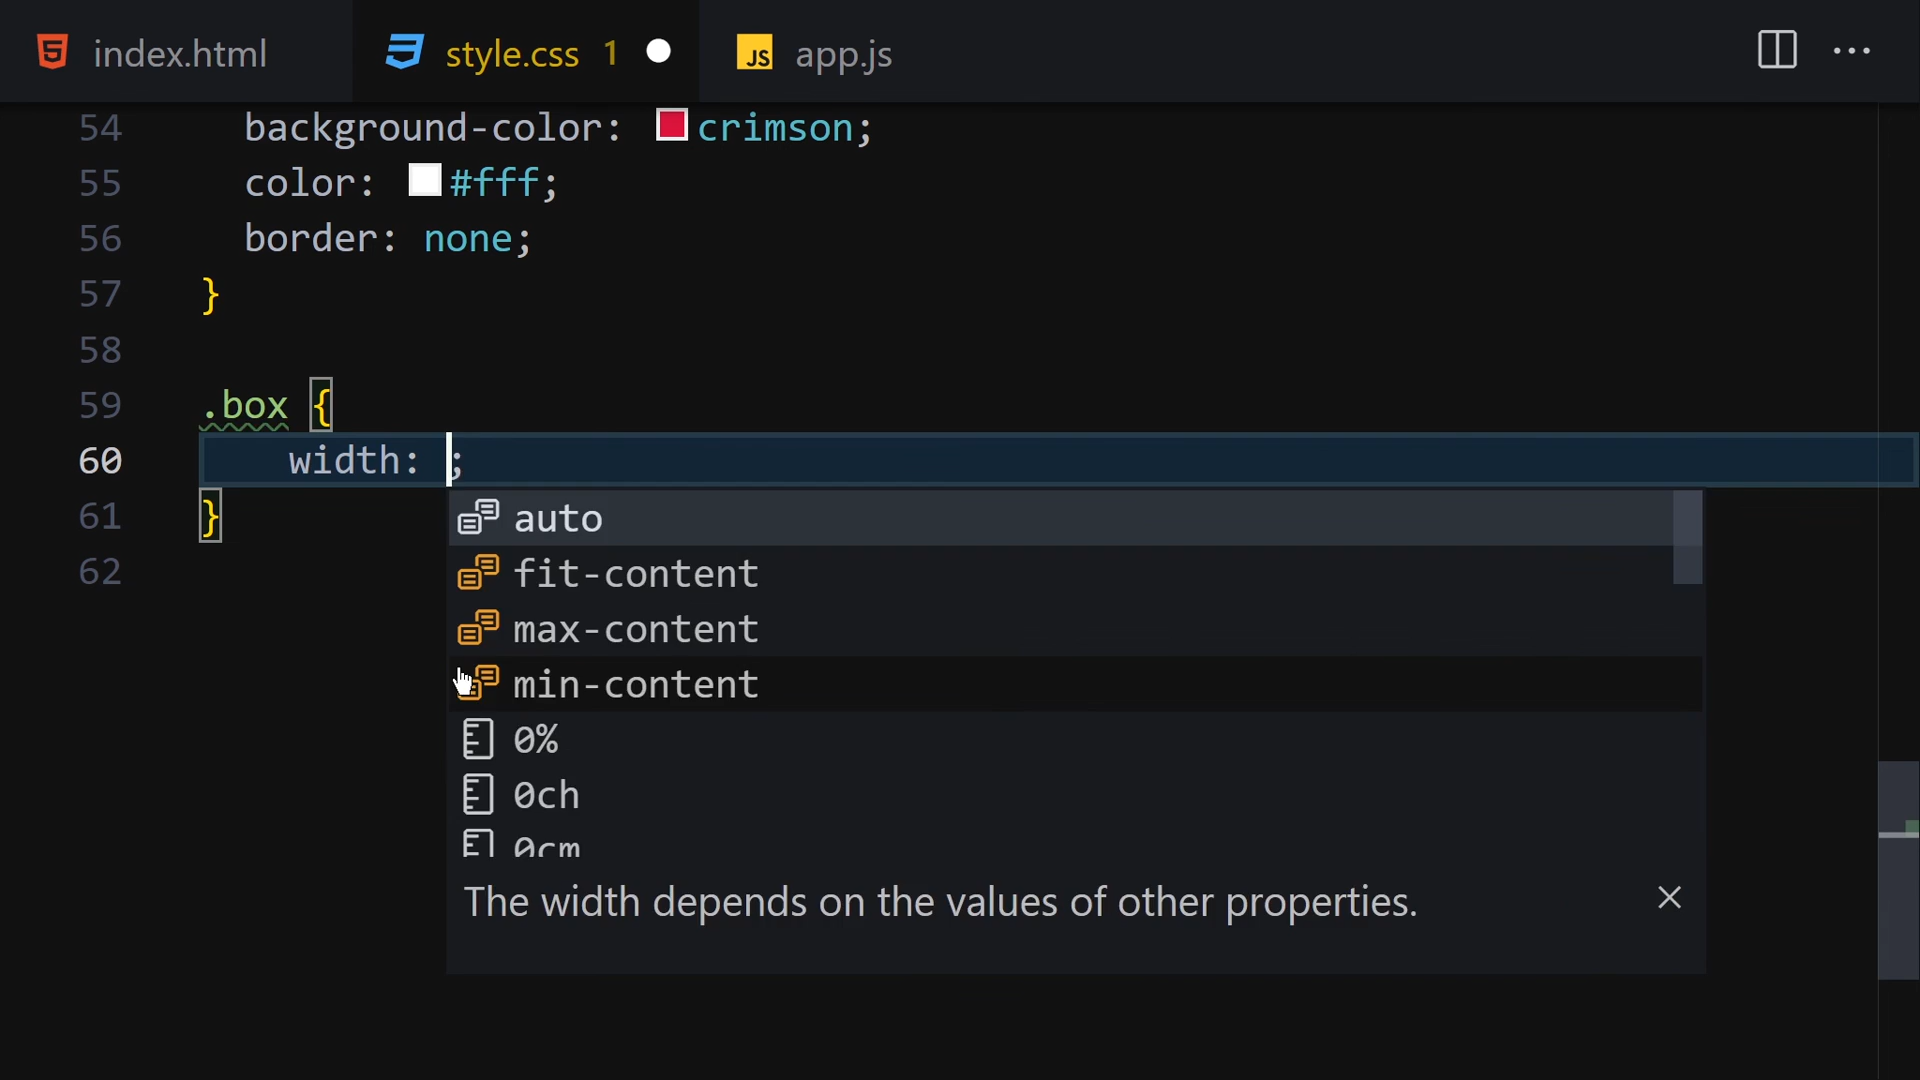 index.html style.css 1 JS app.js
54 background-color: crimson;
55 color: #fff;
56 border: none;
57 }
58
59 .box {
60 width: ;
61 }
62
auto
fit-content
max-content
min-content
0%
0ch
0cm
The width depends on the values of other properties.